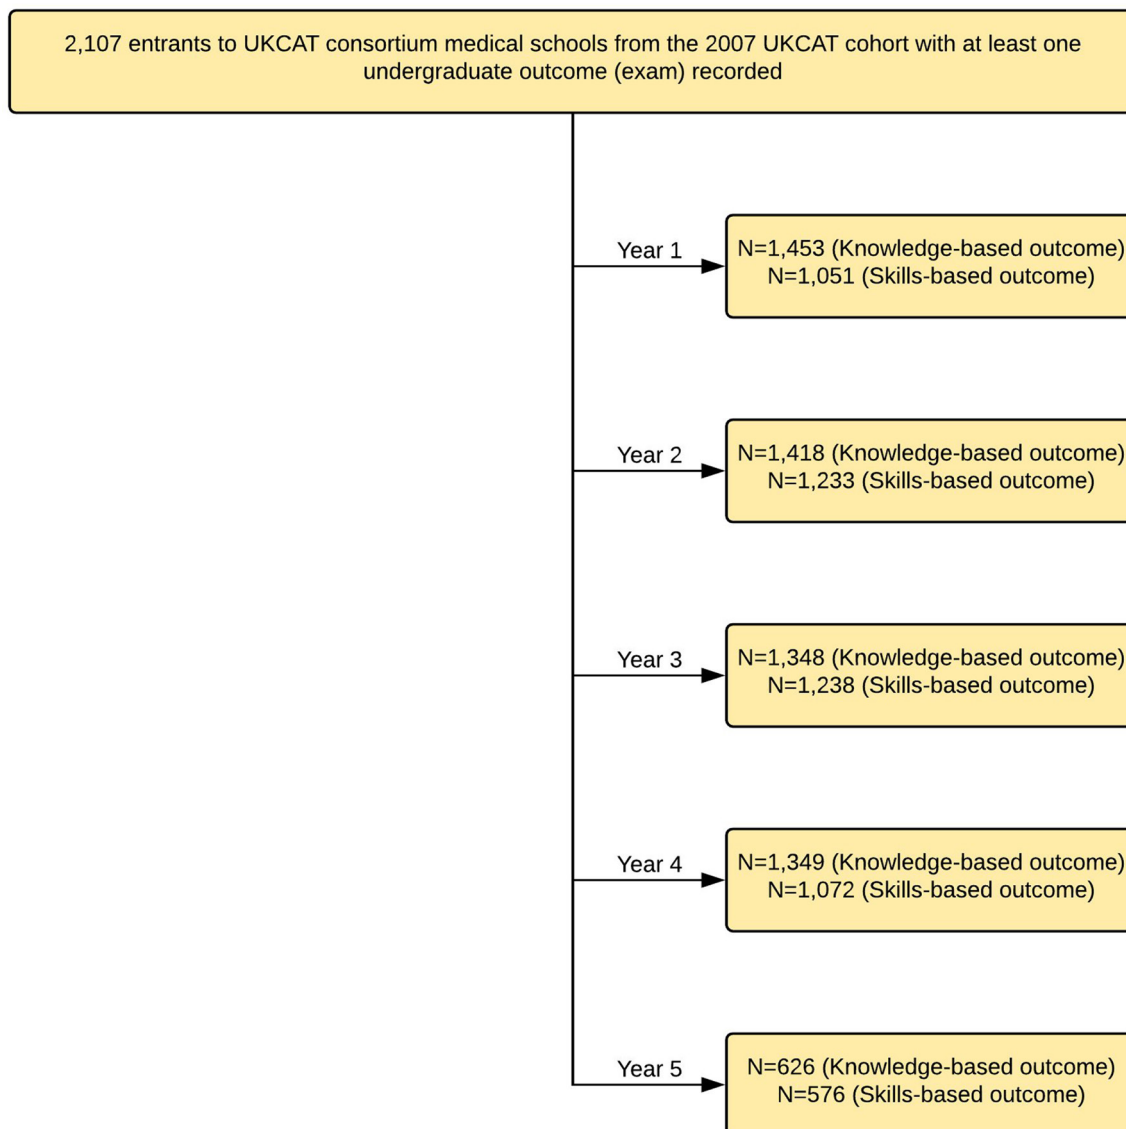 2,107 entrants to UKCAT consortium medical schools from the 2007 UKCAT cohort with at least one
undergraduate outcome (exam) recorded
Year 1
N=1,453 (Knowledge-based outcome)
N=1,051 (Skills-based outcome)
Year 2
N=1,418 (Knowledge-based outcome)
N=1,233 (Skills-based outcome)
Year 3
N=1,348 (Knowledge-based outcome)
N=1,238 (Skills-based outcome)
Year 4
N=1,349 (Knowledge-based outcome)
N=1,072 (Skills-based outcome)
Year 5
N=626 (Knowledge-based outcome)
N=576 (Skills-based outcome)